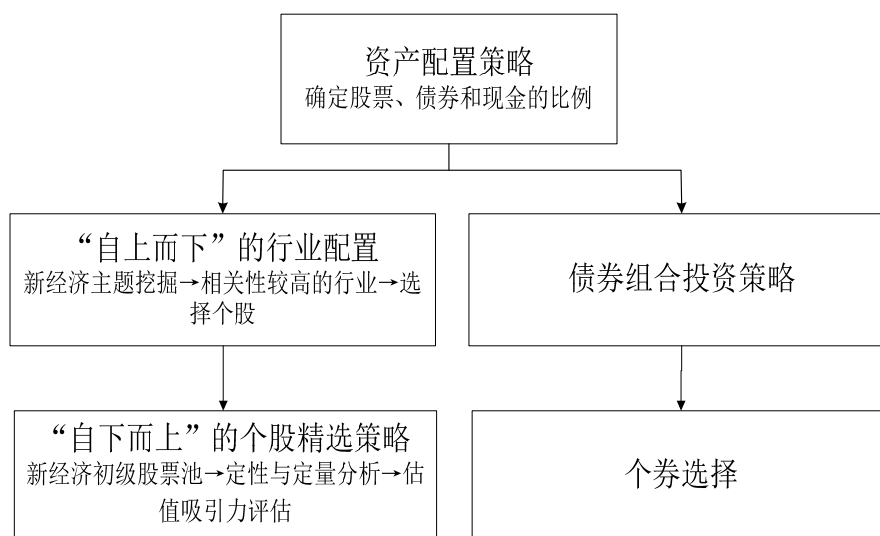 资产配置策略
确定股票、债券和现金的比例
“自上而下”的行业配置
新经济主题挖掘→相关性较高的行业→选
择个股
债券组合投资策略
“自下而上”的个股精选策略
新经济初级股票池→定性与定量分析→估
值吸引力评估
个券选择